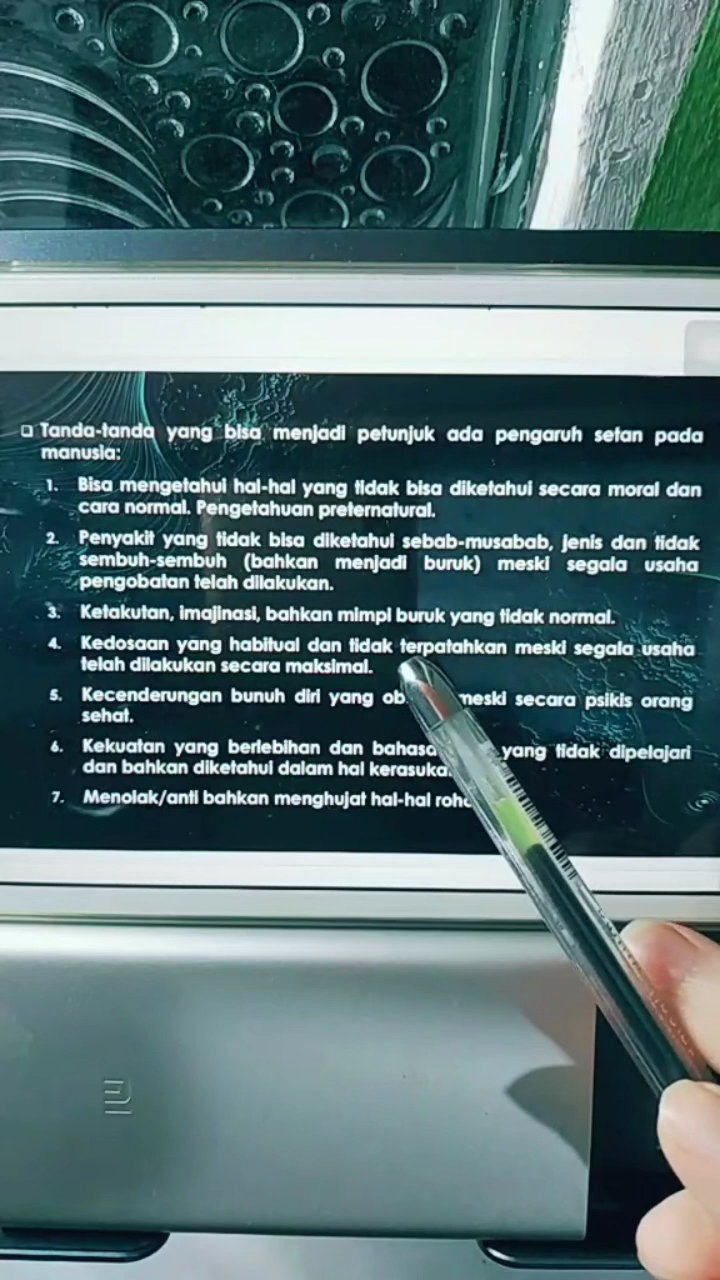 ❑ Tanda-tanda yang bisa menjadi petunjuk ada pengaruh setan pada
manusia:
1. Bisa mengetahui hal-hal yang tidak bisa diketahui secara moral dan
cara normal. Pengetahuan preternatural.
2. Penyakit yang tidak bisa diketahui sebab-musabab, jenis dan tidak
sembuh-sembuh (bahkan menjadi buruk) meski segala usaha
pengobatan telah dilakukan.
3. Ketakutan, imajinasi, bahkan mimpi buruk yang tidak normal.
4. Kedosaan yang habitual dan tidak terpatahkan meski segala usaha
telah dilakukan secara maksimal.
5. Kecenderungan bunuh diri yang meski secara psikis orang
sehat.
6. Kekuatan yang berlebihan dan bahasa yang tidak dipelajari
dan bahkan diketahui dalam hal
7. Menolak/anti bahkan menghujat hal-hal